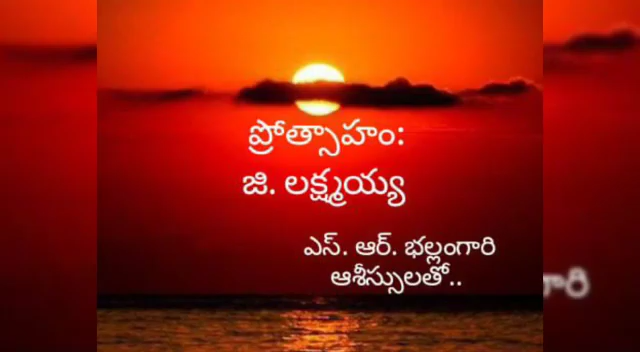 ప్రోత్సాహం:
జి. లక్ష్మయ్య
ఎస్. ఆర్. భల్లంగారి
ఆశీస్సులతో..
గారి